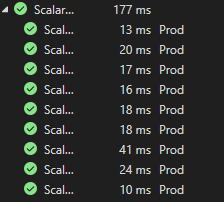 Scalar... 177 ms
Scal... 13 ms Prod
Scal... 20 ms Prod
Scal... 17 ms Prod
Scal... 16 ms Prod
Scal... 18 ms Prod
Scal... 18 ms Prod
Scal... 41 ms Prod
Scal... 24 ms Prod
Scal... 10 ms Prod